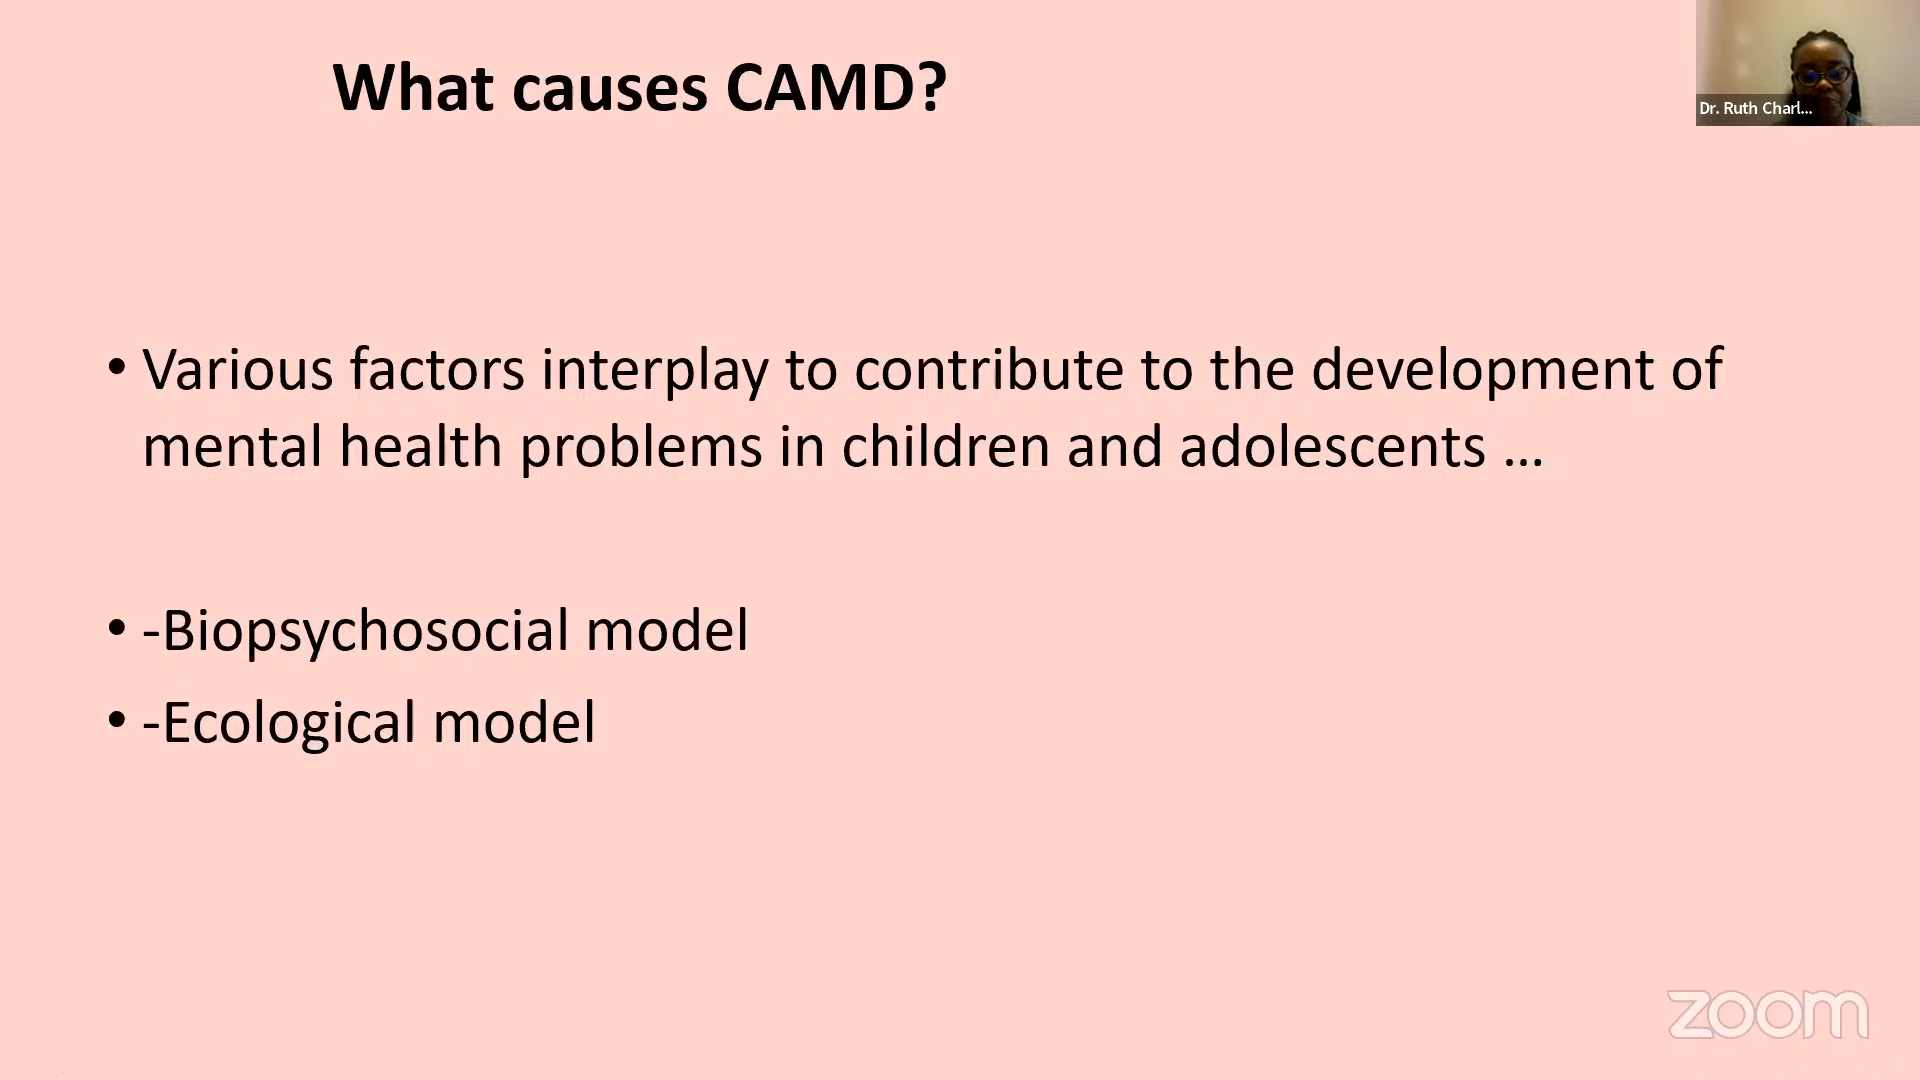 What causes CAMD?
Dr. Ruth Charl...
• Various factors interplay to contribute to the development of
mental health problems in children and adolescents ...
• -Biopsychosocial model
• -Ecological model
zoom